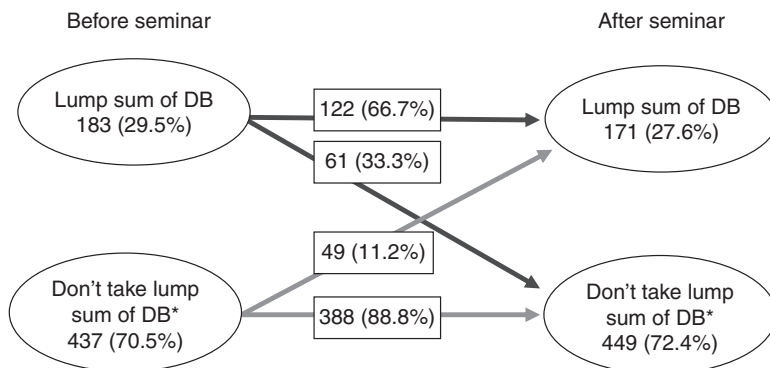 Before seminar
After seminar
Lump sum of DB
183 (29.5%)
122 (66.7%)
61 (33.3%)
Lump sum of DB
171 (27.6%)
Don't take lump
sum of DB*
437 (70.5%)
49 (11.2%)
388 (88.8%)
Don't take lump
sum of DB*
449 (72.4%)